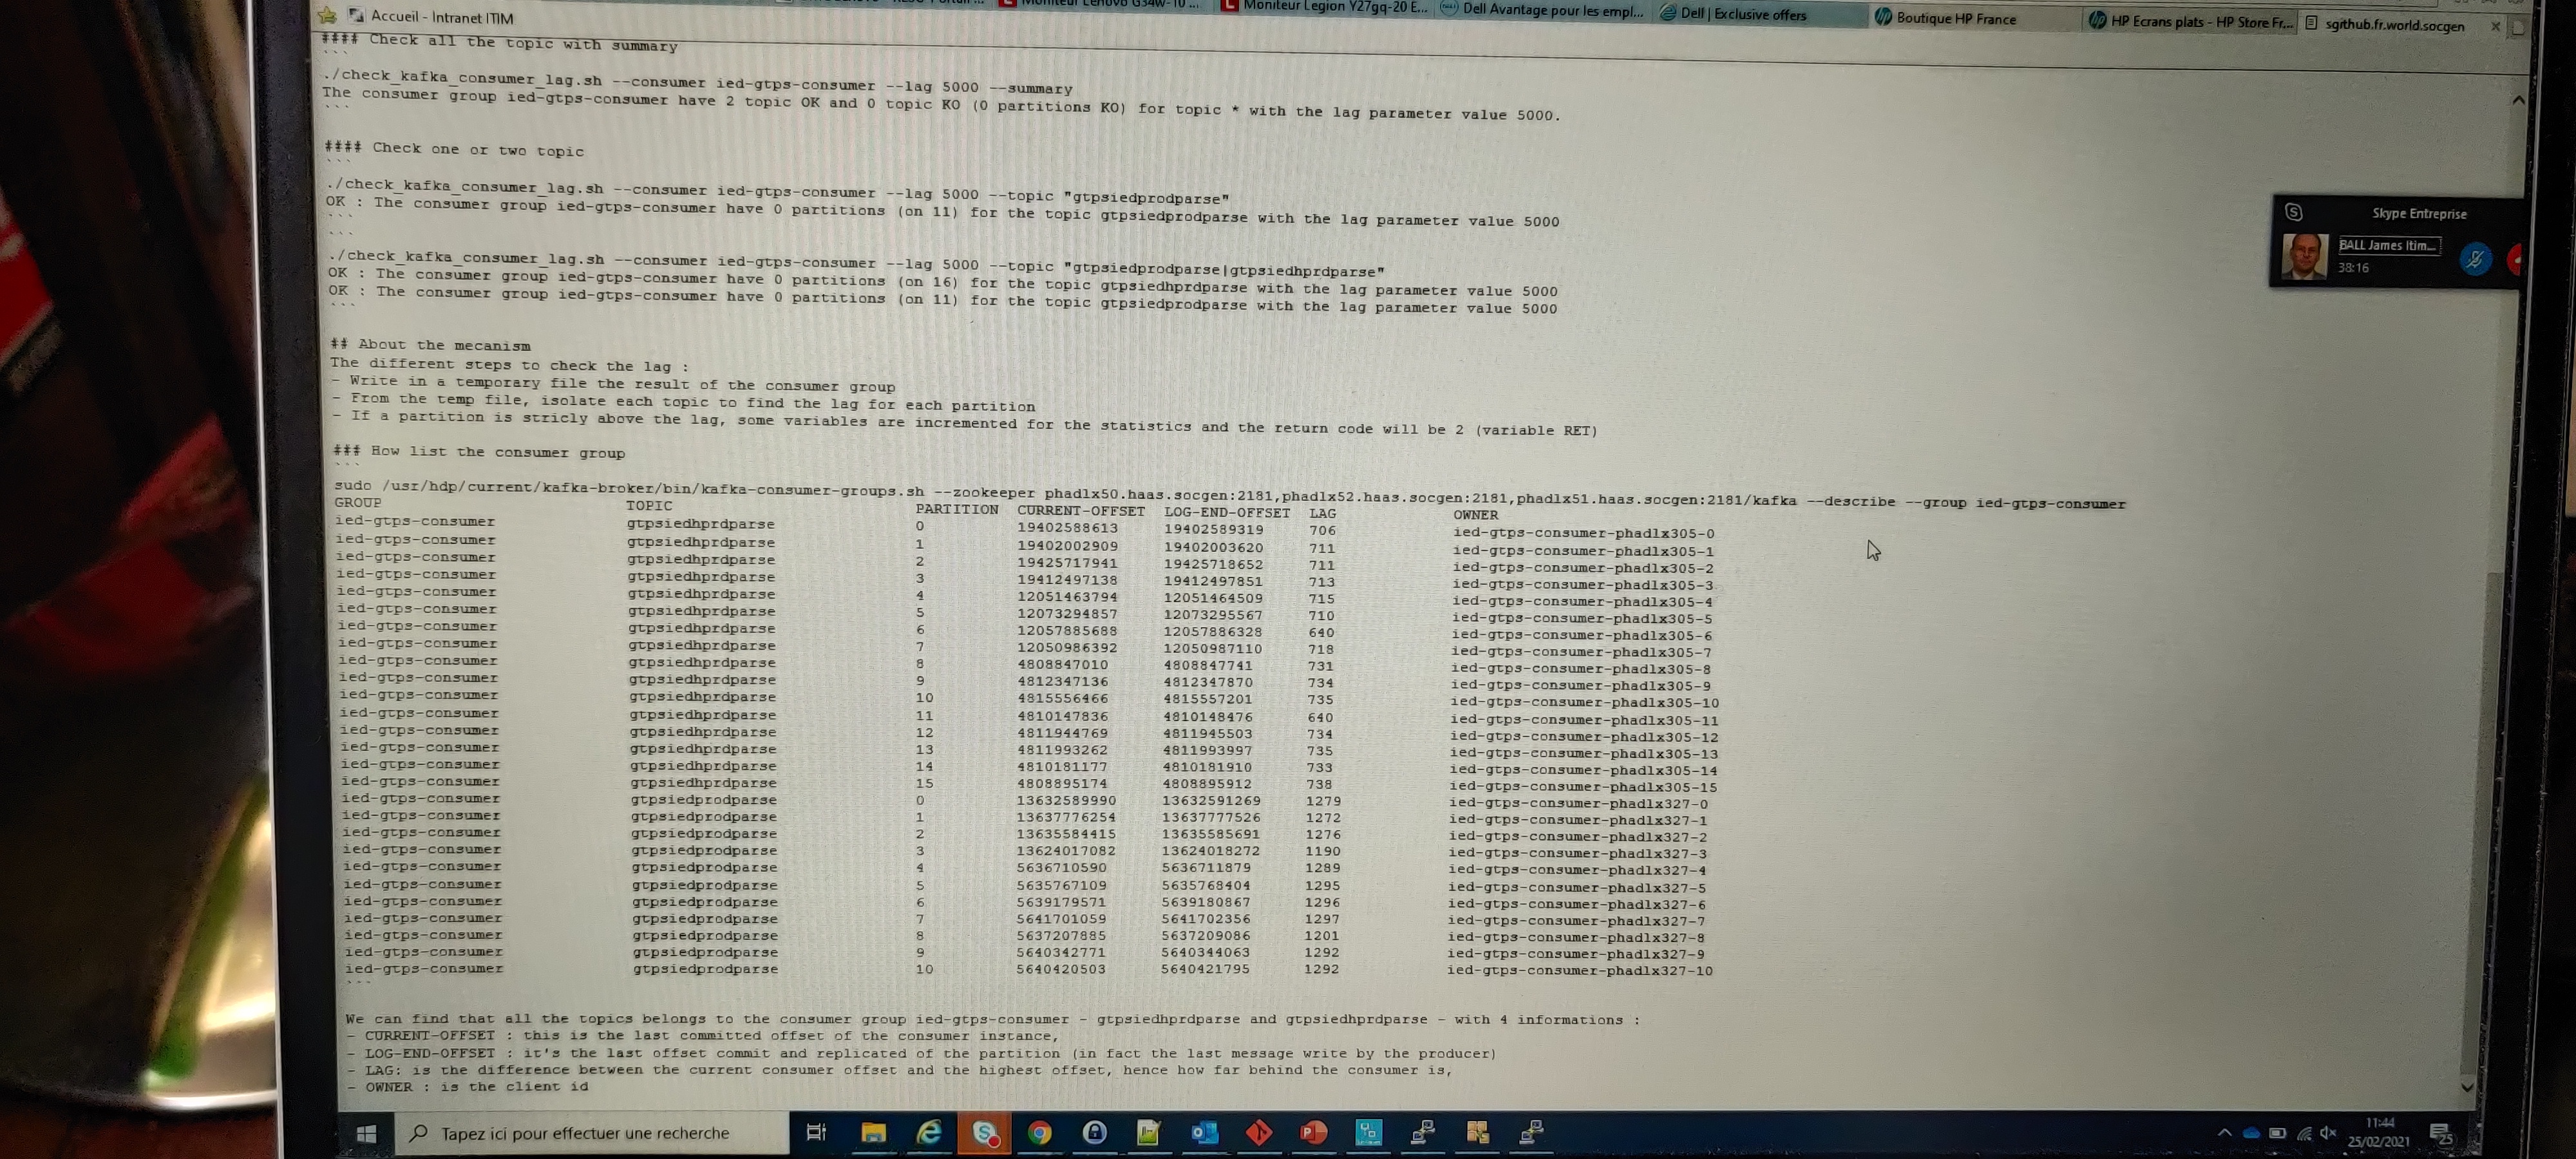 Moniteur Lenovo G34w-10 ...
Moniteur Legion Y27gq-20 E...
Dell Avantage pour les empl...
Dell | Exclusive offers
Boutique HP France
HP Ecrans plats - HP Store Fr...
sgithub.fr.world.socgen
Accueil - Intranet ITIM
#### Check all the topic with summary
```
./check_kafka_consumer_lag.sh --consumer ied-gtps-consumer --lag 5000 --summary
The consumer group ied-gtps-consumer have 2 topic OK and 0 topic KO (0 partitions KO) for topic * with the lag parameter value 5000.
```
#### Check one or two topic
```
./check_kafka_consumer_lag.sh --consumer ied-gtps-consumer --lag 5000 --topic "gtpsiedprodparse"
OK : The consumer group ied-gtps-consumer have 0 partitions (on 11) for the topic gtpsiedprodparse with the lag parameter value 5000
```
```
./check_kafka_consumer_lag.sh --consumer ied-gtps-consumer --lag 5000 --topic "gtpsiedprodparse|gtpsiedhprdparse"
OK : The consumer group ied-gtps-consumer have 0 partitions (on 16) for the topic gtpsiedhprdparse with the lag parameter value 5000
OK : The consumer group ied-gtps-consumer have 0 partitions (on 11) for the topic gtpsiedprodparse with the lag parameter value 5000
```
## About the mecanism
The different steps to check the lag :
- Write in a temporary file the result of the consumer group
- From the temp file, isolate each topic to find the lag for each partition
- If a partition is stricly above the lag, some variables are incremented for the statistics and the return code will be 2 (variable RET)
### How list the consumer group
```
sudo /usr/hdp/current/kafka-broker/bin/kafka-consumer-groups.sh --zookeeper phadlx50.haas.socgen:2181,phadlx52.haas.socgen:2181,phadlx51.haas.socgen:2181/kafka --describe --group ied-gtps-consumer
GROUP TOPIC PARTITION CURRENT-OFFSET LOG-END-OFFSET LAG OWNER
ied-gtps-consumer gtpsiedhprdparse 0 19402588613 19402589319 706 ied-gtps-consumer-phadlx305-0
ied-gtps-consumer gtpsiedhprdparse 1 19402002909 19402003620 711 ied-gtps-consumer-phadlx305-1
ied-gtps-consumer gtpsiedhprdparse 2 19425717941 19425718652 711 ied-gtps-consumer-phadlx305-2
ied-gtps-consumer gtpsiedhprdparse 3 19412497138 19412497851 713 ied-gtps-consumer-phadlx305-3
ied-gtps-consumer gtpsiedhprdparse 4 12051463794 12051464509 715 ied-gtps-consumer-phadlx305-4
ied-gtps-consumer gtpsiedhprdparse 5 12073294857 12073295567 710 ied-gtps-consumer-phadlx305-5
ied-gtps-consumer gtpsiedhprdparse 6 12057885688 12057886328 640 ied-gtps-consumer-phadlx305-6
ied-gtps-consumer gtpsiedhprdparse 7 12050986392 12050987110 718 ied-gtps-consumer-phadlx305-7
ied-gtps-consumer gtpsiedhprdparse 8 4808847010 4808847741 731 ied-gtps-consumer-phadlx305-8
ied-gtps-consumer gtpsiedhprdparse 9 4812347136 4812347870 734 ied-gtps-consumer-phadlx305-9
ied-gtps-consumer gtpsiedhprdparse 10 4815556466 4815557201 735 ied-gtps-consumer-phadlx305-10
ied-gtps-consumer gtpsiedhprdparse 11 4810147836 4810148476 640 ied-gtps-consumer-phadlx305-11
ied-gtps-consumer gtpsiedhprdparse 12 4811944769 4811945503 734 ied-gtps-consumer-phadlx305-12
ied-gtps-consumer gtpsiedhprdparse 13 4811993262 4811993997 735 ied-gtps-consumer-phadlx305-13
ied-gtps-consumer gtpsiedhprdparse 14 4810181177 4810181910 733 ied-gtps-consumer-phadlx305-14
ied-gtps-consumer gtpsiedhprdparse 15 4808895174 4808895912 738 ied-gtps-consumer-phadlx305-15
ied-gtps-consumer gtpsiedprodparse 0 13632589990 13632591269 1279 ied-gtps-consumer-phadlx327-0
ied-gtps-consumer gtpsiedprodparse 1 13637776254 13637777526 1272 ied-gtps-consumer-phadlx327-1
ied-gtps-consumer gtpsiedprodparse 2 13635584415 13635585691 1276 ied-gtps-consumer-phadlx327-2
ied-gtps-consumer gtpsiedprodparse 3 13624017082 13624018272 1190 ied-gtps-consumer-phadlx327-3
ied-gtps-consumer gtpsiedprodparse 4 5636710590 5636711879 1289 ied-gtps-consumer-phadlx327-4
ied-gtps-consumer gtpsiedprodparse 5 5635767109 5635768404 1295 ied-gtps-consumer-phadlx327-5
ied-gtps-consumer gtpsiedprodparse 6 5639179571 5639180867 1296 ied-gtps-consumer-phadlx327-6
ied-gtps-consumer gtpsiedprodparse 7 5641701059 5641702356 1297 ied-gtps-consumer-phadlx327-7
ied-gtps-consumer gtpsiedprodparse 8 5637207885 5637209086 1201 ied-gtps-consumer-phadlx327-8
ied-gtps-consumer gtpsiedprodparse 9 5640342771 5640344063 1292 ied-gtps-consumer-phadlx327-9
ied-gtps-consumer gtpsiedprodparse 10 5640420503 5640421795 1292 ied-gtps-consumer-phadlx327-10
```
We can find that all the topics belongs to the consumer group ied-gtps-consumer - gtpsiedhprdparse and gtpsiedhprdparse - with 4 informations :
- CURRENT-OFFSET : this is the last committed offset of the consumer instance,
- LOG-END-OFFSET : it's the last offset commit and replicated of the partition (in fact the last message write by the producer)
- LAG: is the difference between the current consumer offset and the highest offset, hence how far behind the consumer is,
- OWNER : is the client id
Skype Entreprise
BALL James Itim...
38:16
Tapez ici pour effectuer une recherche
11:44
25/02/2021
25